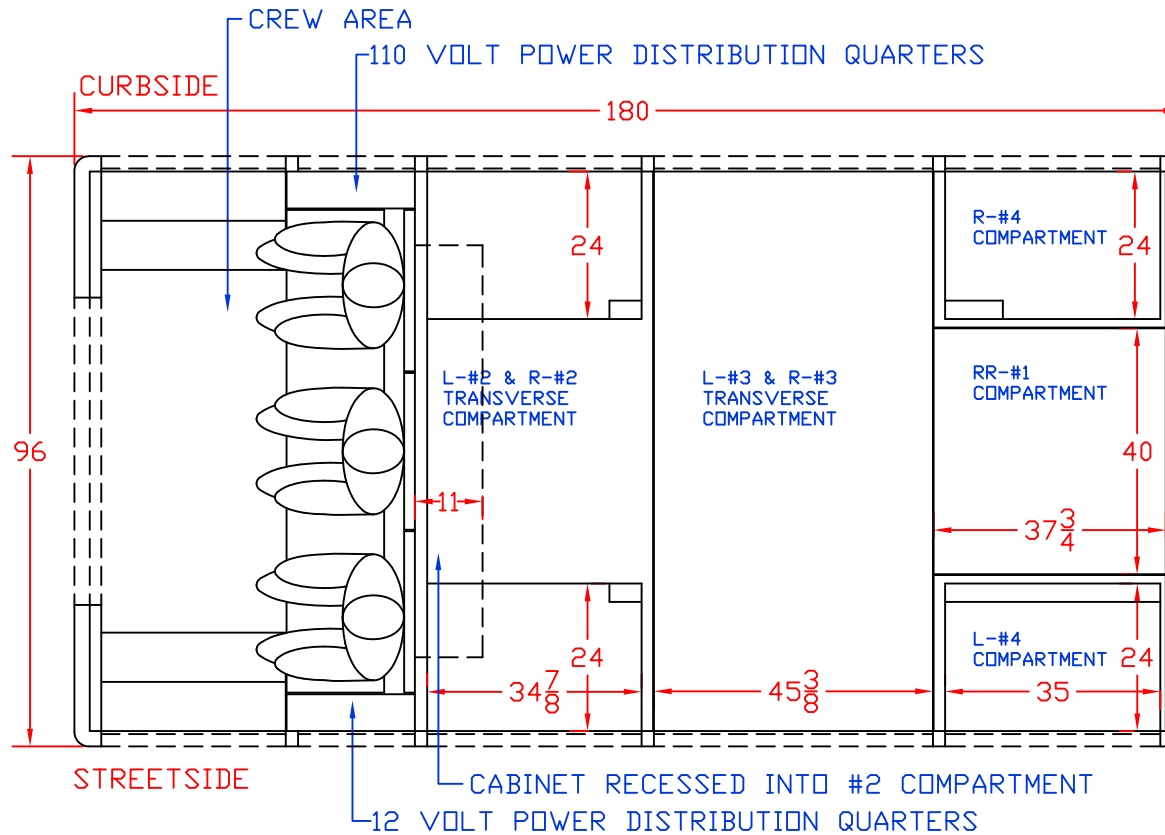 CREW AREA
110 VOLT POWER DISTRIBUTION QUARTERS
CURBSIDE
180
24
R-#4
COMPARTMENT
24
L-#2 & R-#2
TRANSVERSE
COMPARTMENT
L-#3 & R-#3
TRANSVERSE
COMPARTMENT
RR-#1
COMPARTMENT
96
40
11
37 3/4
24
L-#4
COMPARTMENT
24
34 7/8
45 3/8
35
STREETSIDE
CABINET RECESSED INTO #2 COMPARTMENT
12 VOLT POWER DISTRIBUTION QUARTERS